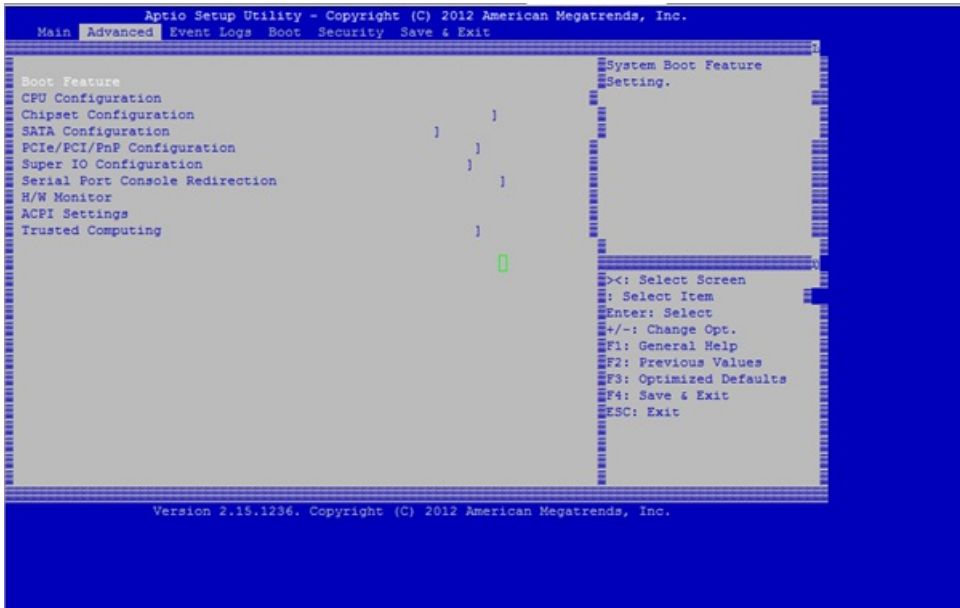 Aptio Setup Utility - Copyright (C) 2012 American Megatrends, Inc.
Main Advanced Event Logs Boot Security Save & Exit
Boot Feature
CPU Configuration
Chipset Configuration ]
SATA Configuration ]
PCIe/PCI/PnP Configuration ]
Super IO Configuration ]
Serial Port Console Redirection ]
H/W Monitor
ACPI Settings
Trusted Computing ]
System Boot Feature
Setting.
><: Select Screen
: Select Item
Enter: Select
+/-: Change Opt.
F1: General Help
F2: Previous Values
F3: Optimized Defaults
F4: Save & Exit
ESC: Exit
Version 2.15.1236. Copyright (C) 2012 American Megatrends, Inc.